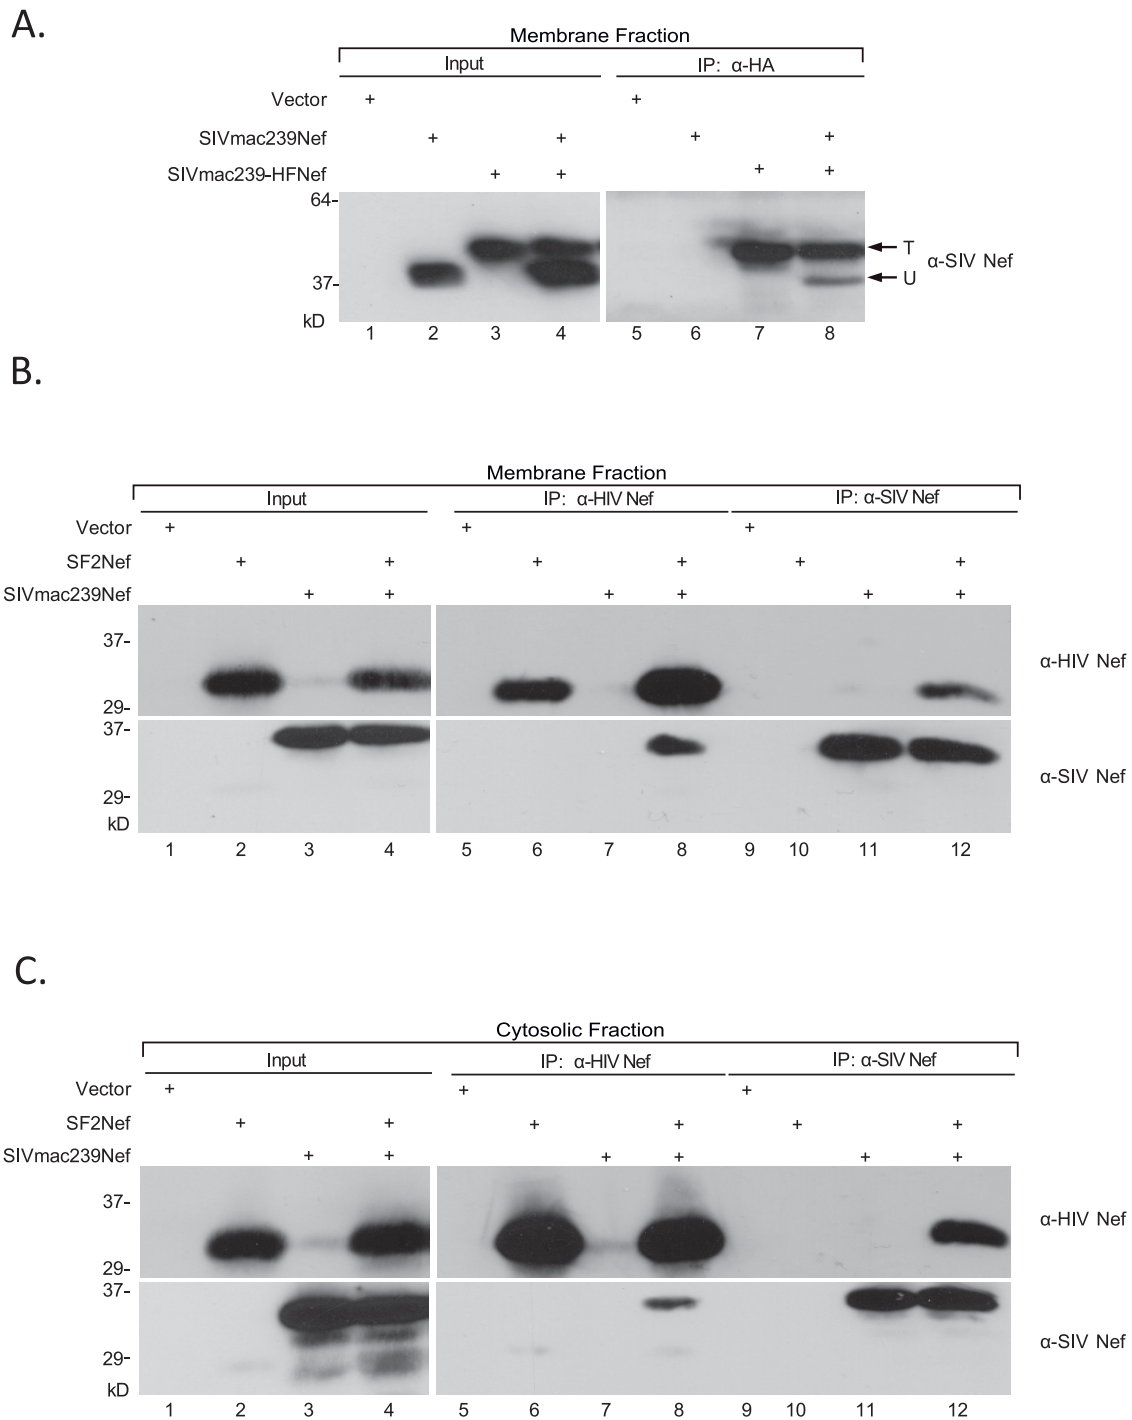 A.
Membrane Fraction
Input IP: α-HA
Vector + +
SIVmac239Nef + + + +
SIVmac239-HFNef + + + +
64-
T
α-SIV Nef
U
37-
kD
1 2 3 4 5 6 7 8
B.
Membrane Fraction
Input IP: α-HIV Nef IP: α-SIV Nef
Vector + + +
SF2Nef + + + + + +
SIVmac239Nef + + + + + +
37-
α-HIV Nef
29-
37-
α-SIV Nef
29-
kD
1 2 3 4 5 6 7 8 9 10 11 12
C.
Cytosolic Fraction
Input IP: α-HIV Nef IP: α-SIV Nef
Vector + + +
SF2Nef + + + + + +
SIVmac239Nef + + + + + +
37-
α-HIV Nef
29-
37-
α-SIV Nef
29-
kD
1 2 3 4 5 6 7 8 9 10 11 12